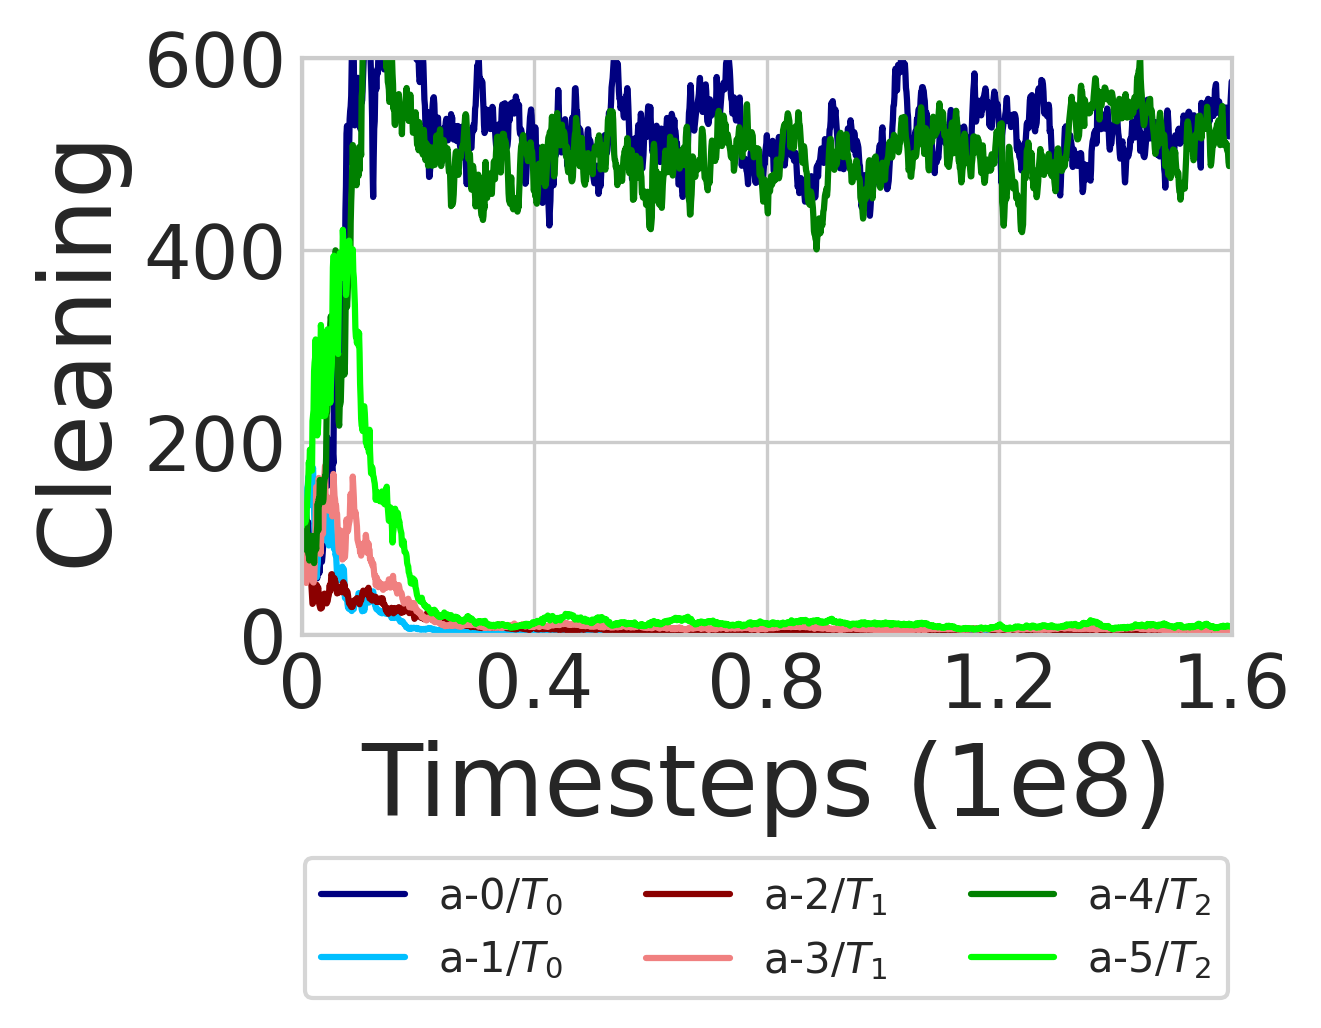 600
400
200
0
Cleaning
0 0.4 0.8 1.2 1.6
Timesteps (1e8)
a-0/T₀ a-2/T₁ a-4/T₂
a-1/T₀ a-3/T₁ a-5/T₂